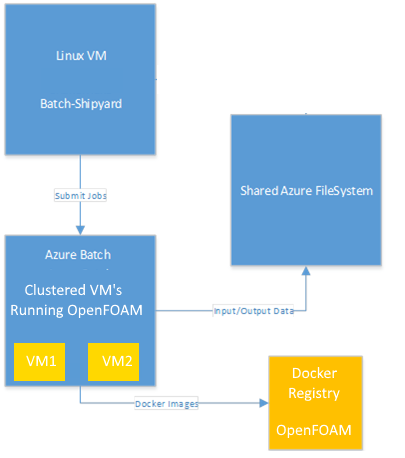 Linux VM
Batch-Shipyard
Submit Jobs
Shared Azure FileSystem
Azure Batch
Clustered VM's
Running OpenFOAM
VM1
VM2
Input/Output Data
Docker Images
Docker
Registry
OpenFOAM